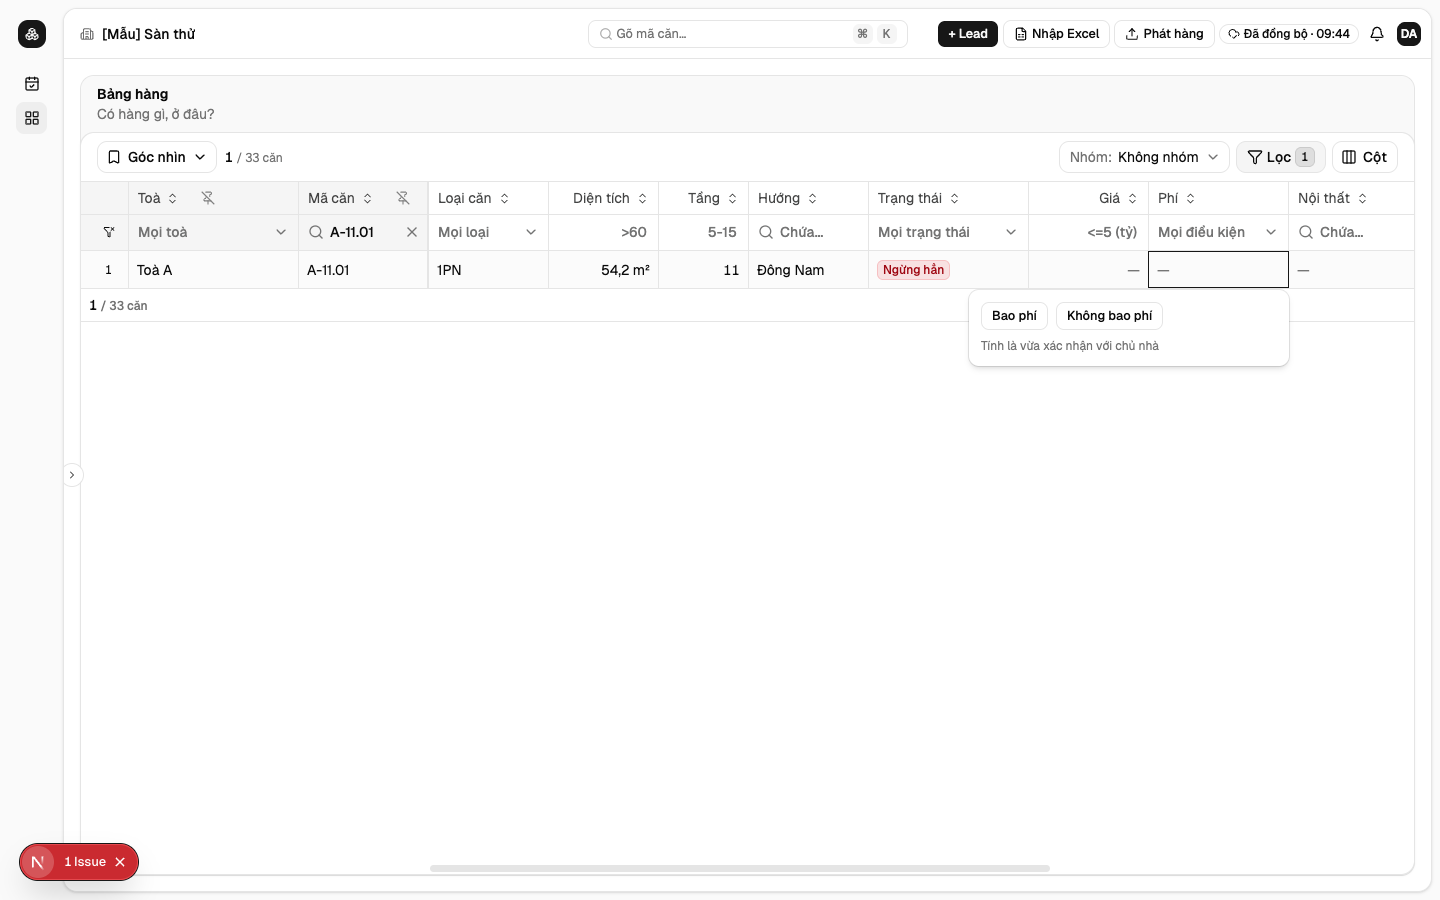 [Mẫu] Sàn thử
Gõ mã căn...
⌘ K
+ Lead
Nhập Excel
Phát hàng
Đã đồng bộ · 09:44
DA
Bảng hàng
Có hàng gì, ở đâu?
Góc nhìn
1 / 33 căn
Nhóm: Không nhóm
Lọc 1
Cột
Toà
Mã căn
Loại căn
Diện tích
Tầng
Hướng
Trạng thái
Giá
Phí
Nội thất
Mọi toà
A-11.01
Mọi loại
>60
5-15
Chứa...
Mọi trạng thái
<=5 (tỷ)
Mọi điều kiện
Chứa...
1
Toà A
A-11.01
1PN
54,2 m²
11
Đông Nam
Ngừng hẳn
—
—
—
1 / 33 căn
Bao phí
Không bao phí
Tính là vừa xác nhận với chủ nhà
N
1 Issue